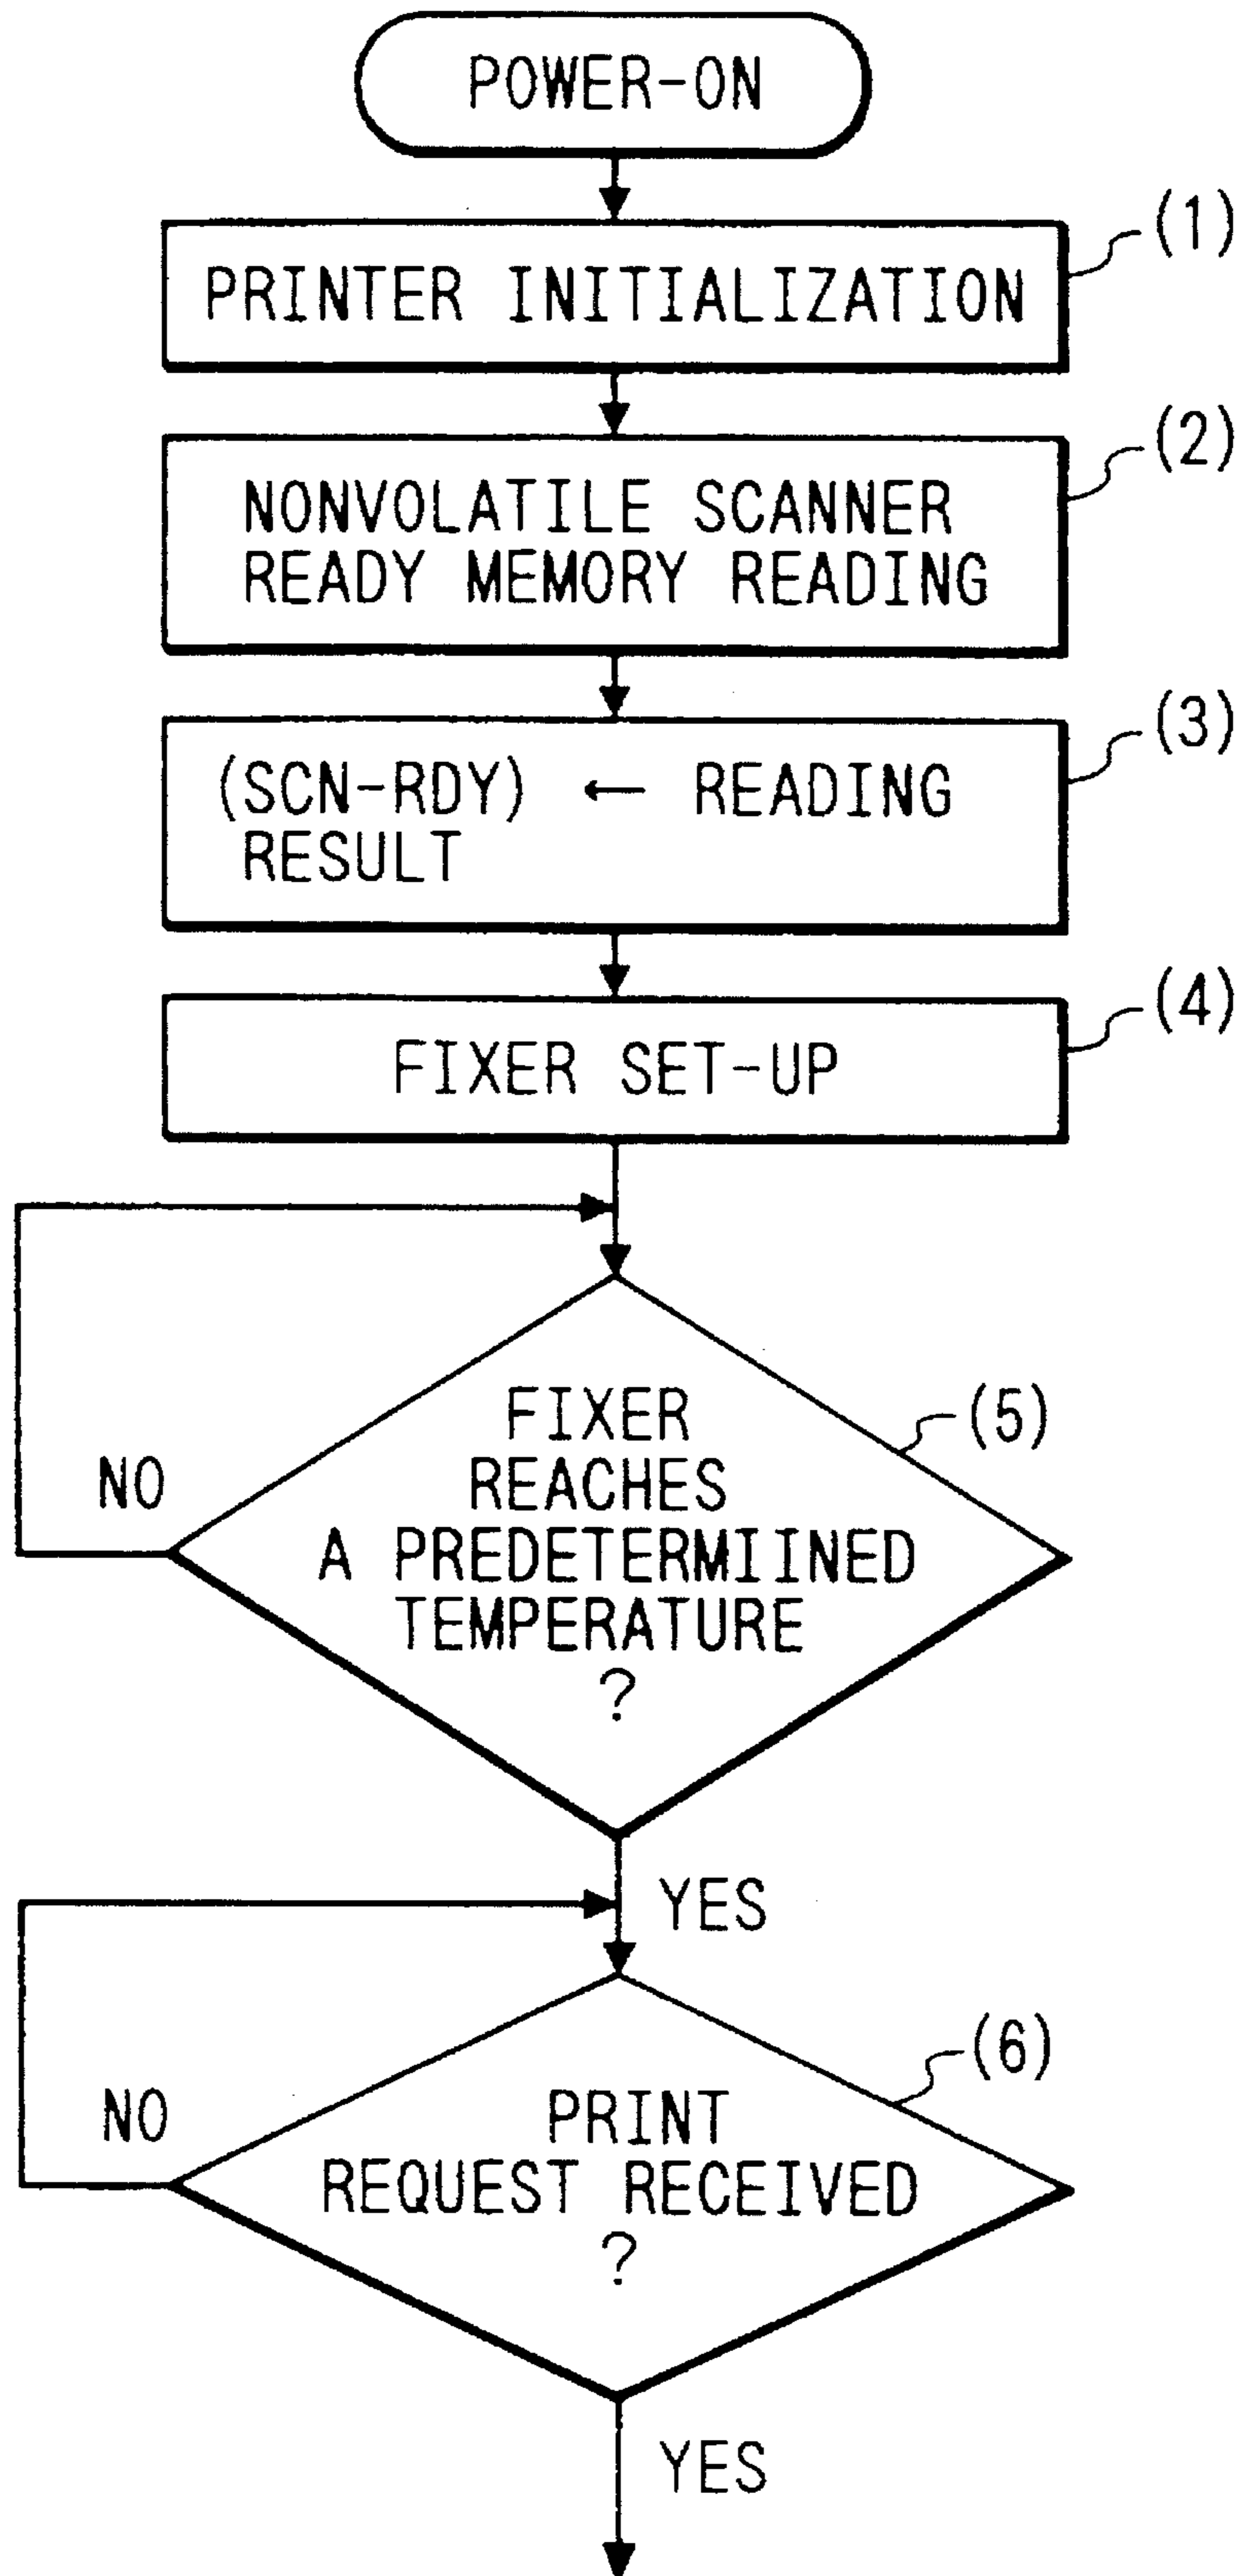 POWER-ON
(1)
PRINTER INITIALIZATION
(2)
NONVOLATILE SCANNER
READY MEMORY READING
(3)
(SCN-RDY) ← READING
RESULT
(4)
FIXER SET-UP
(5)
FIXER
REACHES
A PREDETERMIINED
TEMPERATURE
?
NO
YES
(6)
PRINT
REQUEST RECEIVED
?
NO
YES